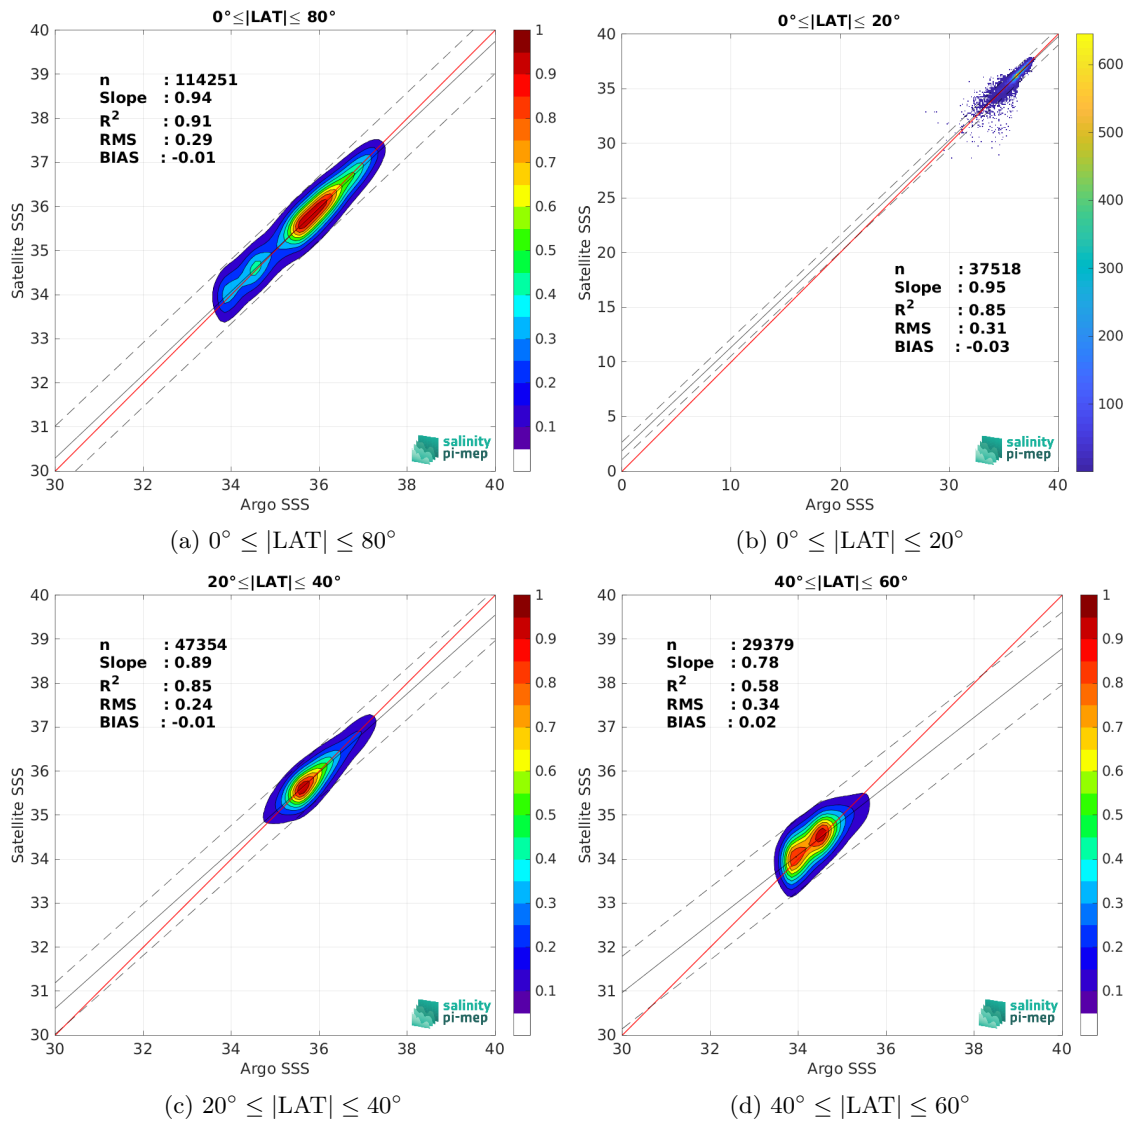 0°≤|LAT|≤ 80°
40
39
38
37
36
35
34
33
32
31
30
30
32
34
36
38
40
Satellite SSS
Argo SSS
n : 114251
Slope : 0.94
R² : 0.91
RMS : 0.29
BIAS : -0.01
salinity
pi-mep
1
0.9
0.8
0.7
0.6
0.5
0.4
0.3
0.2
0.1
(a) 0° ≤ |LAT| ≤ 80°
0°≤|LAT|≤ 20°
40
35
30
25
20
15
10
5
0
0
10
20
30
40
Satellite SSS
Argo SSS
n : 37518
Slope : 0.95
R² : 0.85
RMS : 0.31
BIAS : -0.03
salinity
pi-mep
600
500
400
300
200
100
(b) 0° ≤ |LAT| ≤ 20°
20°≤|LAT|≤ 40°
40
39
38
37
36
35
34
33
32
31
30
30
32
34
36
38
40
Satellite SSS
Argo SSS
n : 47354
Slope : 0.89
R² : 0.85
RMS : 0.24
BIAS : -0.01
salinity
pi-mep
1
0.9
0.8
0.7
0.6
0.5
0.4
0.3
0.2
0.1
(c) 20° ≤ |LAT| ≤ 40°
40°≤|LAT|≤ 60°
40
39
38
37
36
35
34
33
32
31
30
30
32
34
36
38
40
Satellite SSS
Argo SSS
n : 29379
Slope : 0.78
R² : 0.58
RMS : 0.34
BIAS : 0.02
salinity
pi-mep
1
0.9
0.8
0.7
0.6
0.5
0.4
0.3
0.2
0.1
(d) 40° ≤ |LAT| ≤ 60°